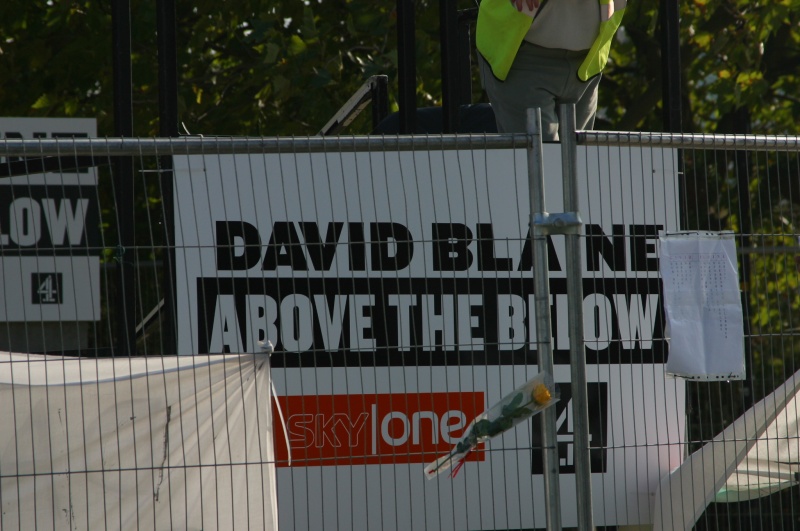 LOW
4
DAVID BLAINE
ABOVE THE BELOW
SKY|one
4